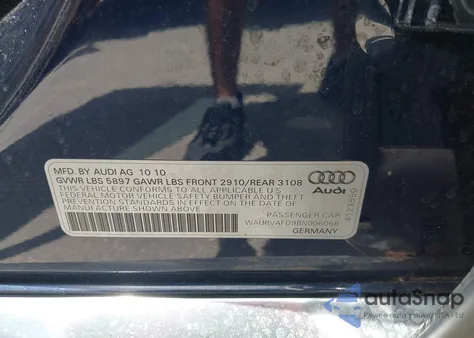 MFD. BY AUDI AG 10 10
GVWR LBS 5897 GAWR LBS FRONT 2910/REAR 3108
THIS VEHICLE CONFORMS TO ALL APPLICABLE U.S.
FEDERAL MOTOR VEHICLE SAFETY BUMPER AND THEFT
PREVENTION STANDARDS IN EFFECT ON THE DATE OF
MANUFACTURE SHOWN ABOVE.
Audi
PASSENGER CAR
WAURVAFD9BN006066
GERMANY
autoSnap